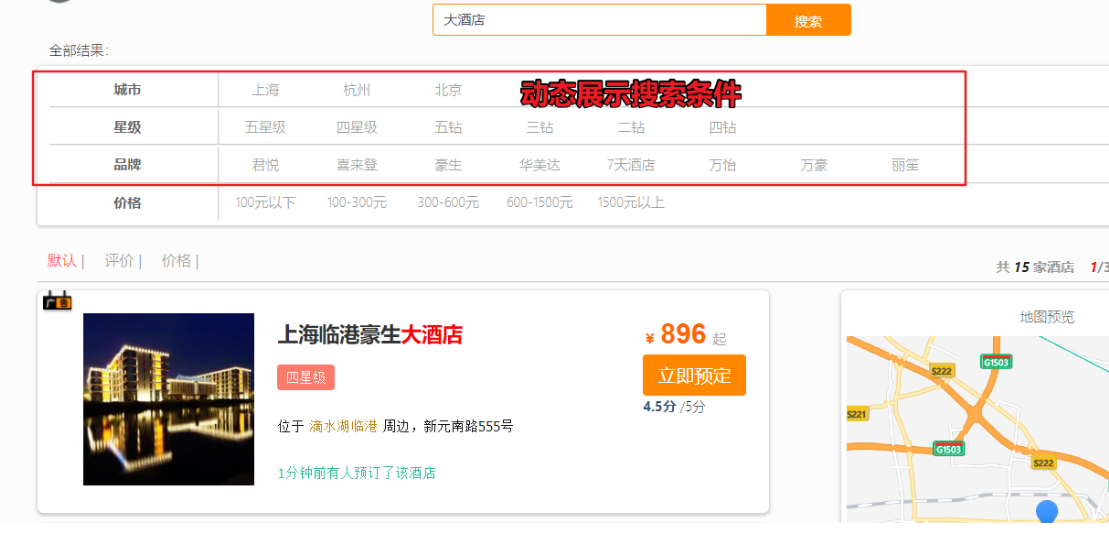 大酒店 搜索
全部结果：
城市 上海 杭州 北京 动态展示搜索条件
星级 五星级 四星级 五钻 三钻 二钻 四钻
品牌 君悦 喜来登 豪生 华美达 7天酒店 万怡 万豪 丽笙
价格 100元以下 100-300元 300-600元 600-1500元 1500元以上
默认 | 评价 | 价格 | 共 15 家酒店 1/3
上海临港豪生大酒店 ¥ 896 起
四星级 立即预定
4.5分 /5分
位于 滴水湖临港 周边，新元南路555号
1分钟前有人预订了该酒店
地图预览
S222
G1503
S221
G1503
S222